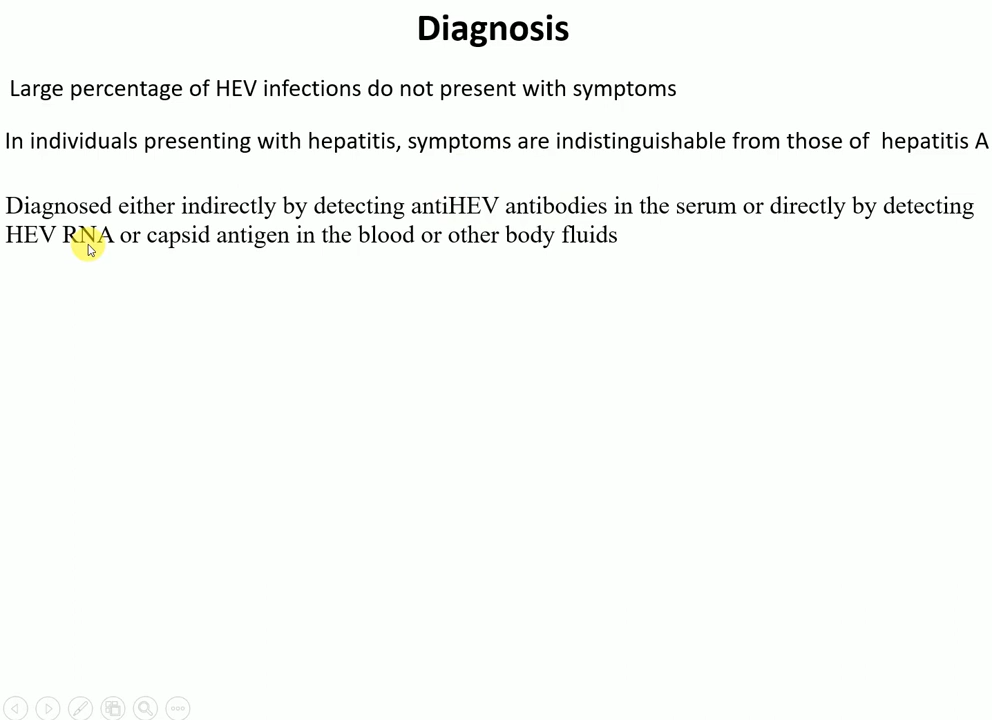 Diagnosis
Large percentage of HEV infections do not present with symptoms
In individuals presenting with hepatitis, symptoms are indistinguishable from those of  hepatitis A
Diagnosed either indirectly by detecting antiHEV antibodies in the serum or directly by detecting
HEV RNA or capsid antigen in the blood or other body fluids